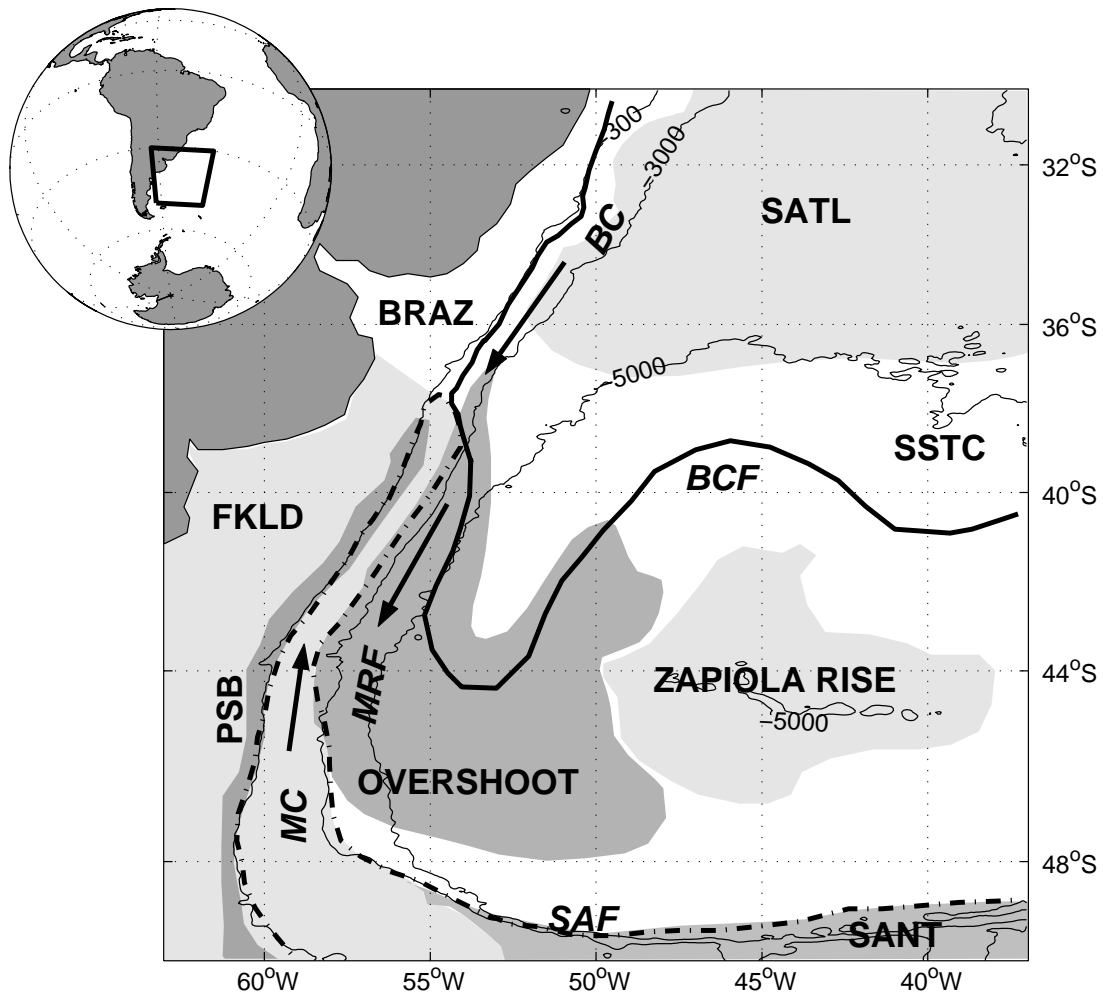 −300
−3000
32°S
SATL
BC
BRAZ
36°S
−5000
SSTC
BCF
40°S
FKLD
MRF
44°S
ZAPIOLA RISE
PSB
−5000
OVERSHOOT
MC
48°S
SAF
SANT
60°W 55°W 50°W 45°W 40°W